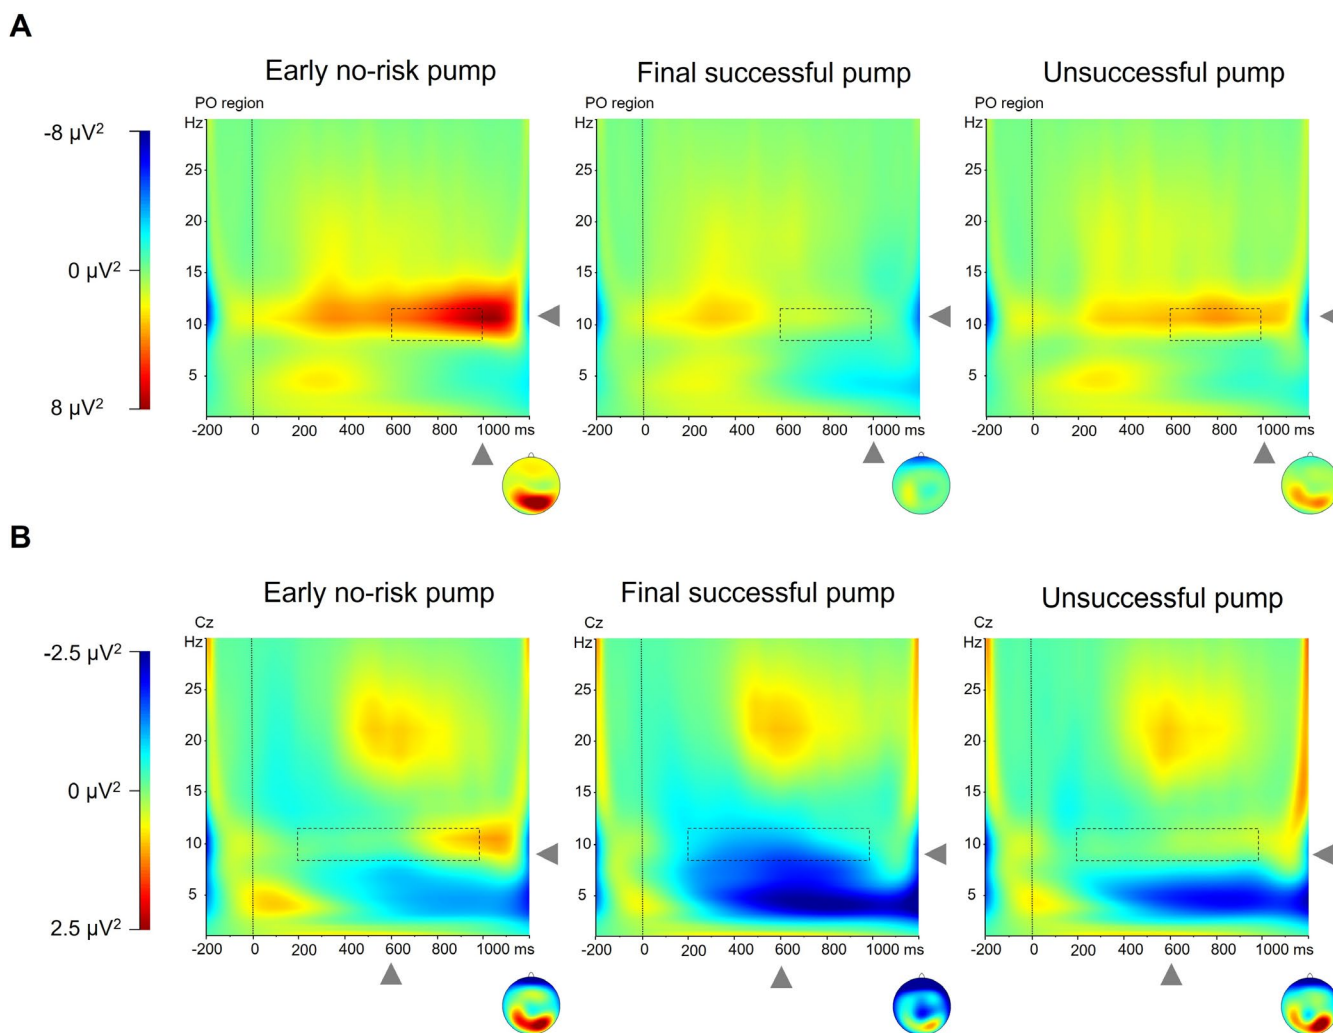 A
Early no-risk pump
Final successful pump
Unsuccessful pump
PO region
PO region
PO region
-8 µV²
0 µV²
8 µV²
Hz
25
20
15
10
5
-200 0 200 400 600 800 1000 ms
Hz
25
20
15
10
5
-200 0 200 400 600 800 1000 ms
Hz
25
20
15
10
5
-200 0 200 400 600 800 1000 ms
B
Early no-risk pump
Final successful pump
Unsuccessful pump
Cz
Cz
Cz
-2.5 µV²
0 µV²
2.5 µV²
Hz
25
20
15
10
5
-200 0 200 400 600 800 1000 ms
Hz
25
20
15
10
5
-200 0 200 400 600 800 1000 ms
Hz
25
20
15
10
5
-200 0 200 400 600 800 1000 ms